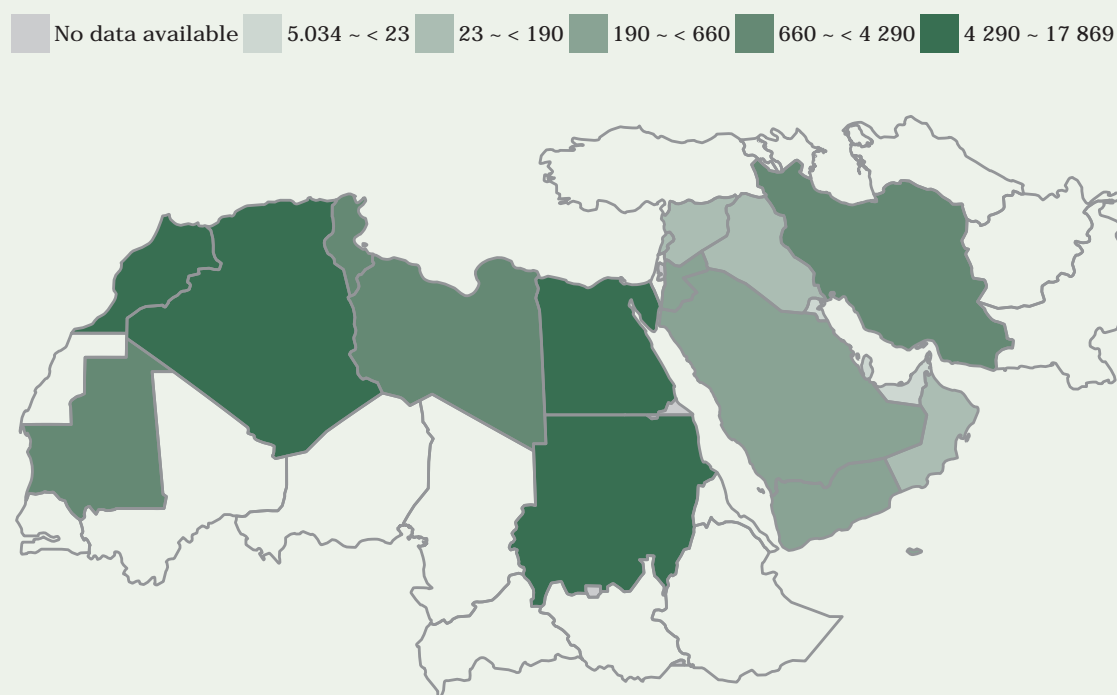 No data available 5.034 ~ < 23 23 ~ < 190 190 ~ < 660 660 ~ < 4 290 4 290 ~ 17 869